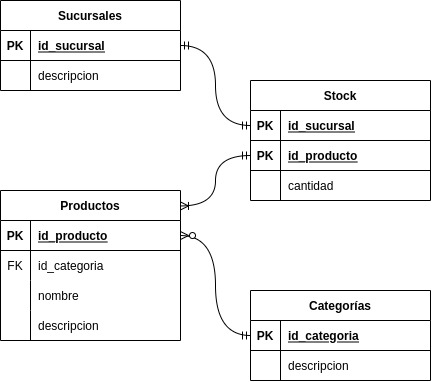 Sucursales
PK id_sucursal
descripcion
Stock
PK id_sucursal
PK id_producto
cantidad
Productos
PK id_producto
FK id_categoria
nombre
descripcion
Categorías
PK id_categoria
descripcion